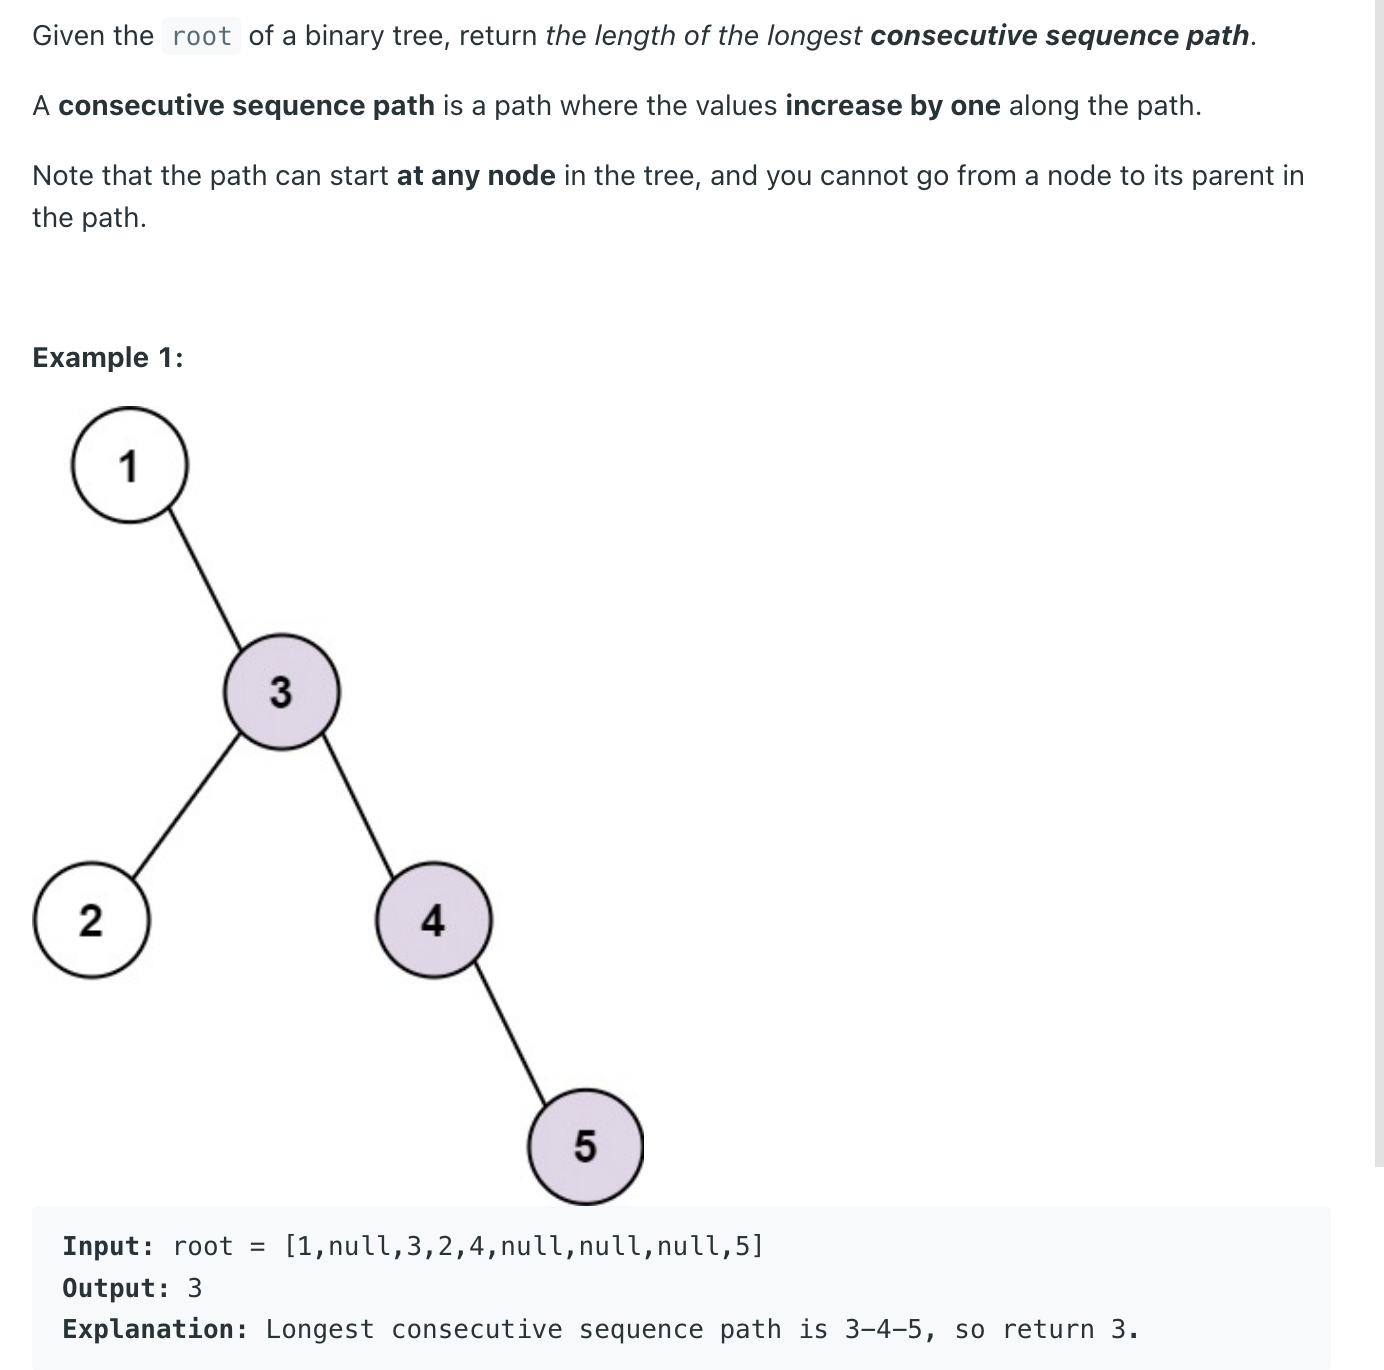 Given the root of a binary tree, return the length of the longest consecutive sequence path.
A consecutive sequence path is a path where the values increase by one along the path.
Note that the path can start at any node in the tree, and you cannot go from a node to its parent in
the path.
Example 1:
1
3
2
4
5
Input: root = [1,null,3,2,4,null,null,null,5]
Output: 3
Explanation: Longest consecutive sequence path is 3-4-5, so return 3.